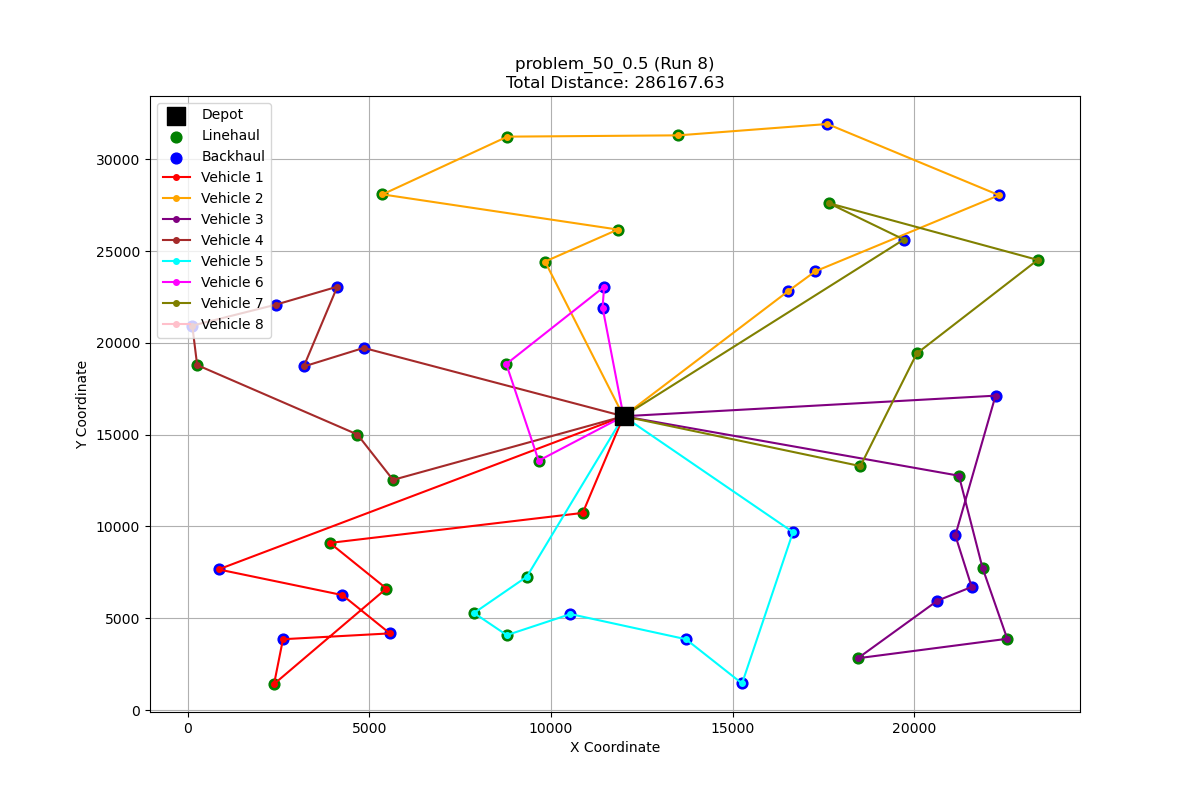 problem_50_0.5 (Run 8)
Total Distance: 286167.63
Depot
Linehaul
Backhaul
Vehicle 1
Vehicle 2
Vehicle 3
Vehicle 4
Vehicle 5
Vehicle 6
Vehicle 7
Vehicle 8
30000
25000
20000
15000
10000
5000
0
Y Coordinate
0 5000 10000 15000 20000
X Coordinate